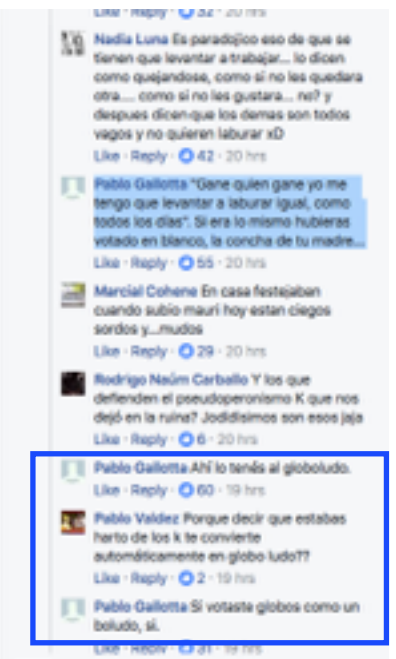 Like · Reply · 32 · 20 hrs
Nadia Luna Es paradojico eso de que se
tienen que levantar a trabajar... lo dicen
como quejandose, como si no les quedara
otra.... como si no les gustara... no? y
despues dicen que los demas son todos
vagos y no quieren laburar xD
Like · Reply · 42 · 20 hrs
Pablo Gallotta "Gane quien gane yo me
tengo que levantar a laburar igual, como
todos los días". Si era lo mismo hubieras
votado en blanco, la concha de tu madre...
Like · Reply · 55 · 20 hrs
Marcial Cohene En casa festejaban
cuando subio mauri hoy estan ciegos
sordos y...mudos
Like · Reply · 29 · 20 hrs
Rodrigo Naúm Carballo Y los que
defienden el pseudoperonismo K que nos
dejó en la ruina? Jodidisimos son esos jaja
Like · Reply · 6 · 20 hrs
Pablo Gallotta Ahí lo tenés al globoludo.
Like · Reply · 60 · 19 hrs
Pablo Valdez Porque decir que estabas
harto de los k te convierte
automáticamente en globo ludo??
Like · Reply · 2 · 19 hrs
Pablo Gallotta Si votaste globos como un
boludo, si.
Like · Reply · 31 · 19 hrs